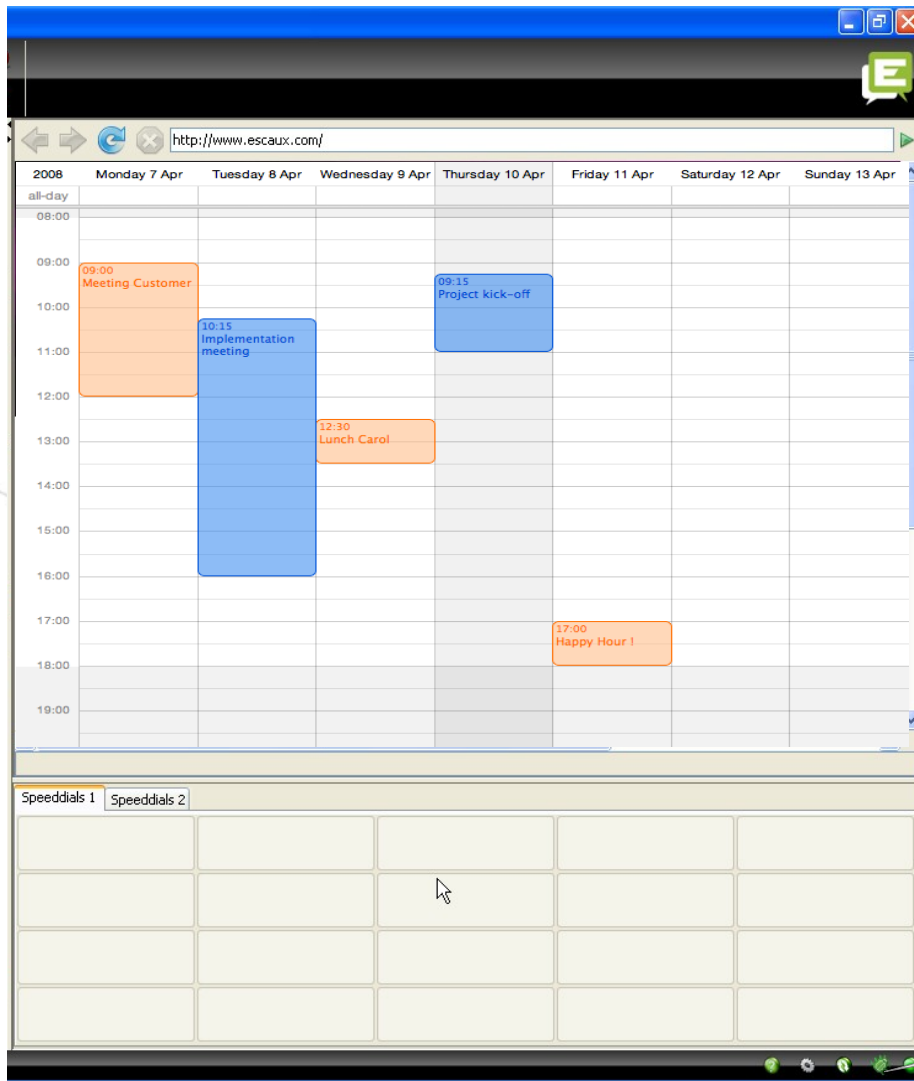 E
http://www.escaux.com/
2008 Monday 7 Apr Tuesday 8 Apr Wednesday 9 Apr Thursday 10 Apr Friday 11 Apr Saturday 12 Apr Sunday 13 Apr
all-day
08:00
09:00
09:00
Meeting Customer
09:15
Project kick-off
10:00
10:15
Implementation
meeting
11:00
12:00
12:30
Lunch Carol
13:00
14:00
15:00
16:00
17:00
17:00
Happy Hour !
18:00
19:00
Speeddials 1 Speeddials 2